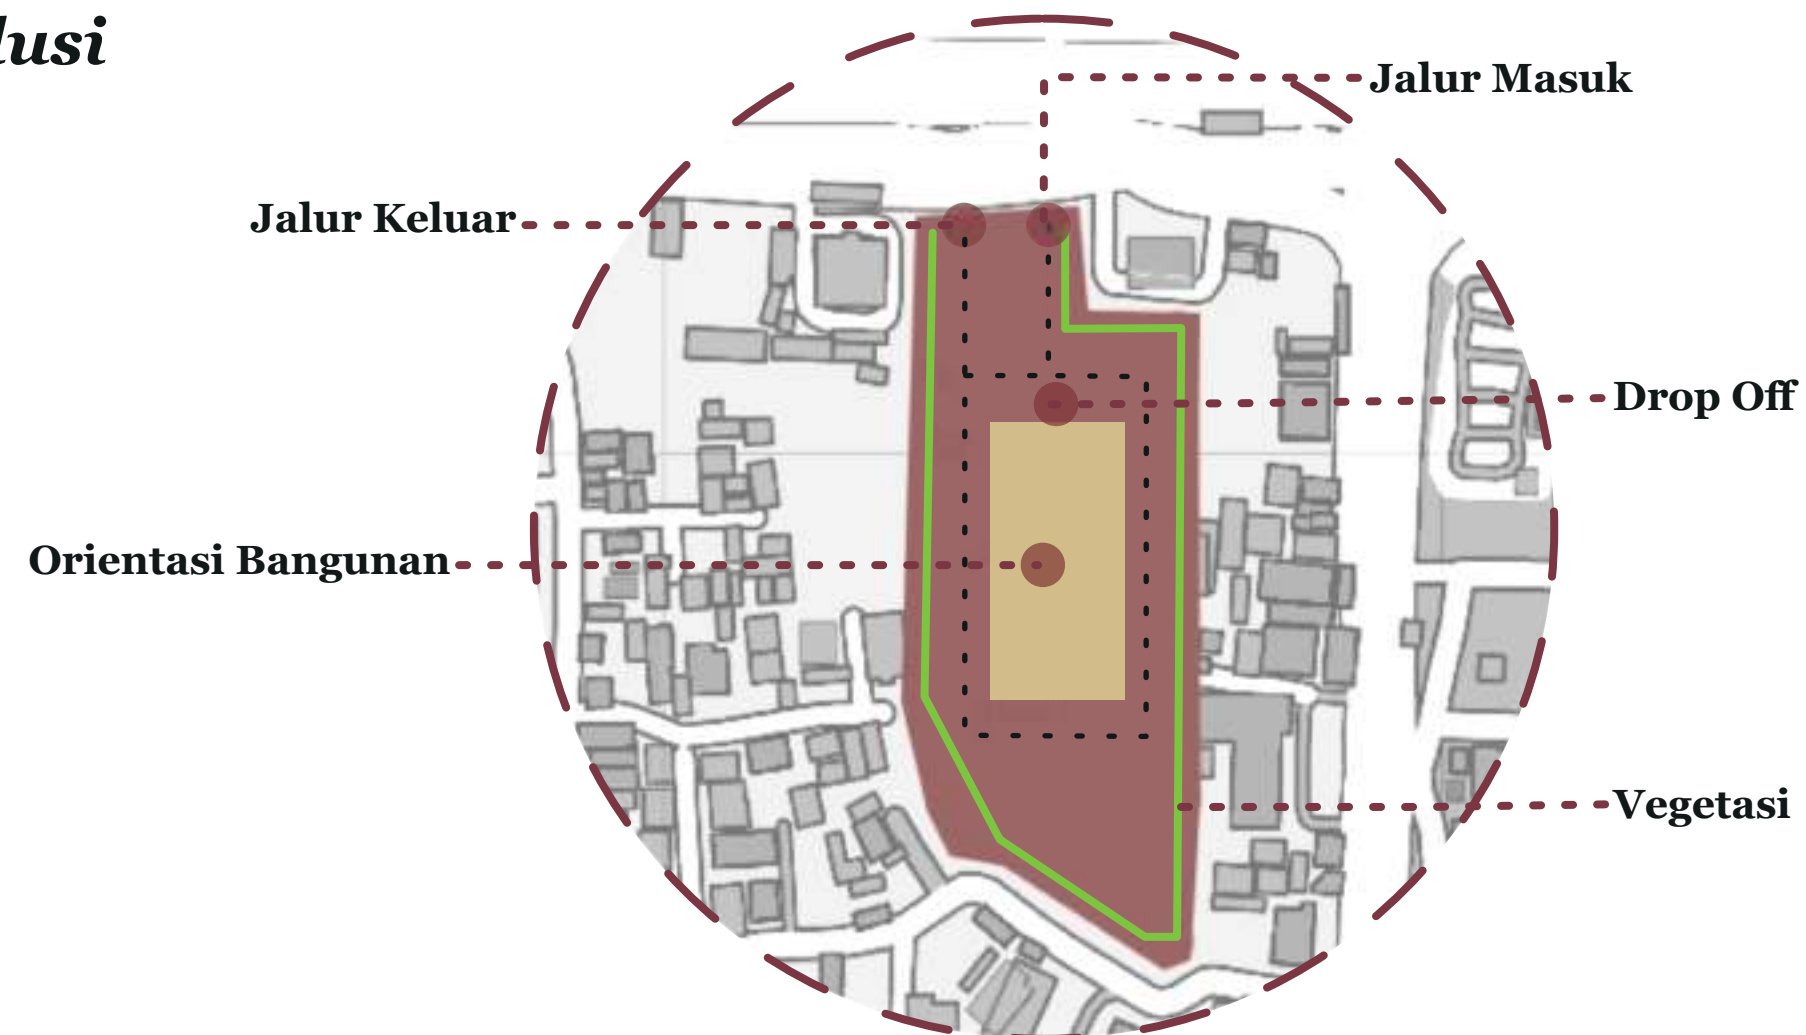 lusi
Jalur Masuk
Jalur Keluar
Drop Off
Orientasi Bangunan
Vegetasi